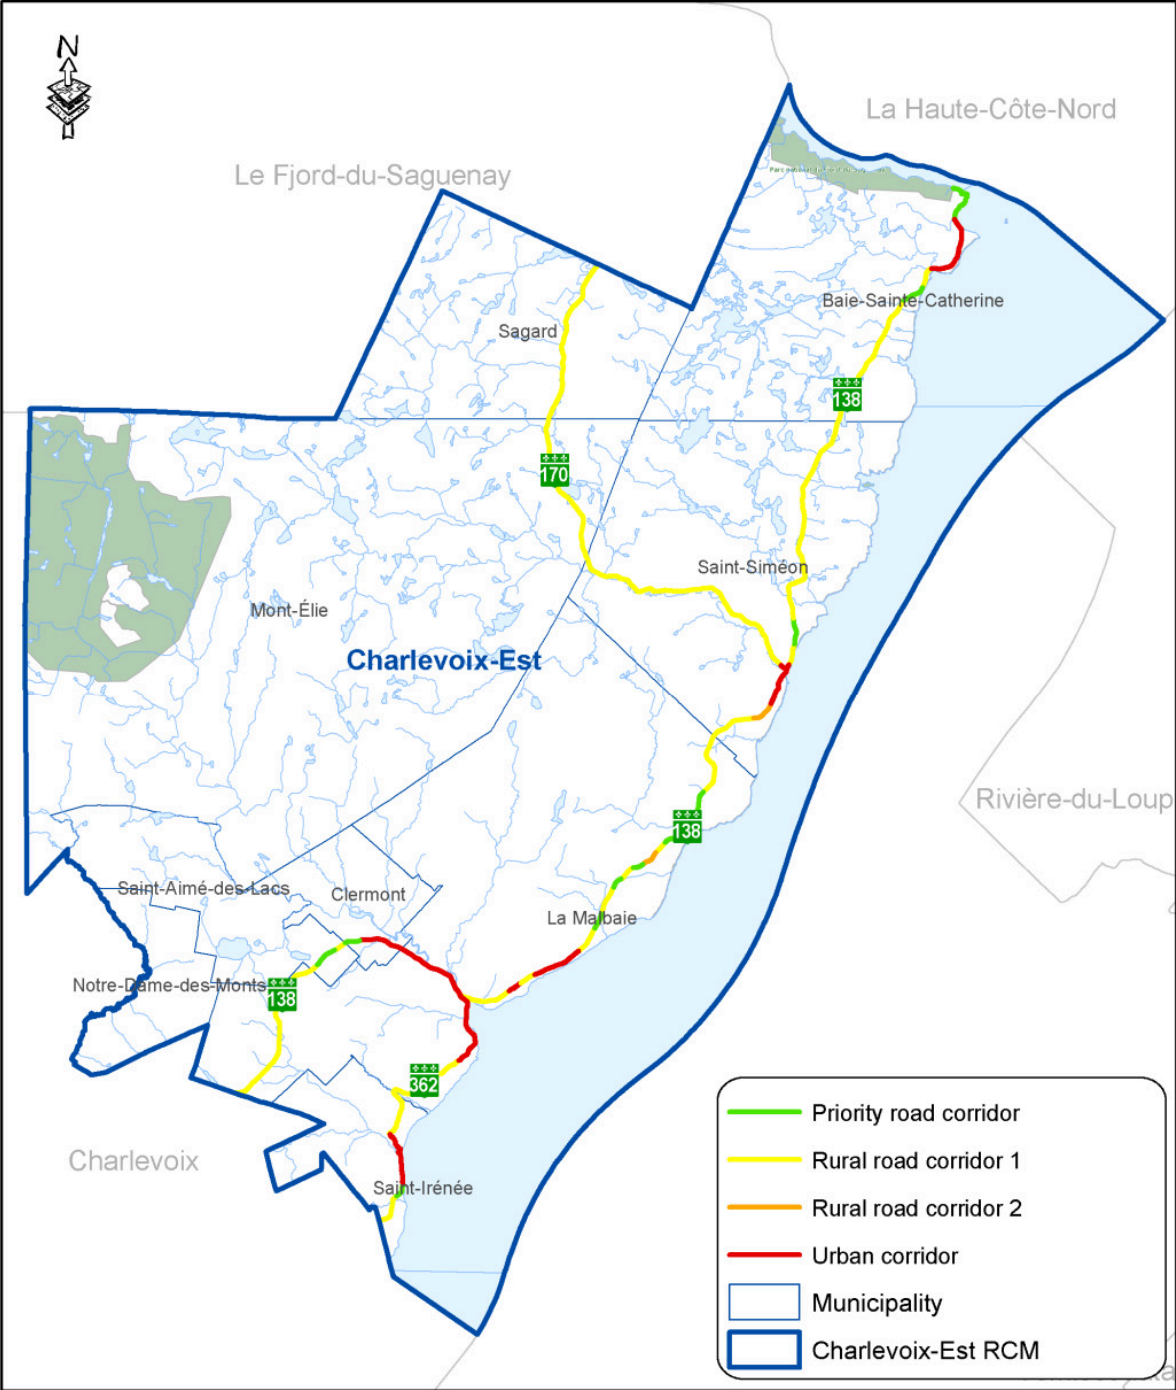 N
La Haute-Côte-Nord
Le Fjord-du-Saguenay
Baie-Sainte-Catherine
Sagard
138
170
Saint-Siméon
Mont-Élie
Charlevoix-Est
Rivière-du-Loup
138
Saint-Aimé-des-Lacs
Clermont
La Malbaie
Notre-Dame-des-Monts
138
362
Charlevoix
Saint-Irénée
Priority road corridor
Rural road corridor 1
Rural road corridor 2
Urban corridor
Municipality
Charlevoix-Est RCM